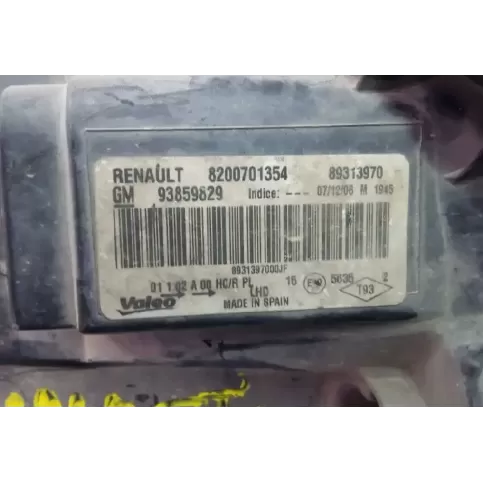 RENAULT 8200701354 89313970
GM 93859829 Indice: --- 07/12/06 M 1945
8931397000JF
01 1 02 A 00 HC/R PL 16 5635 2
Valeo LHD T93
MADE IN SPAIN